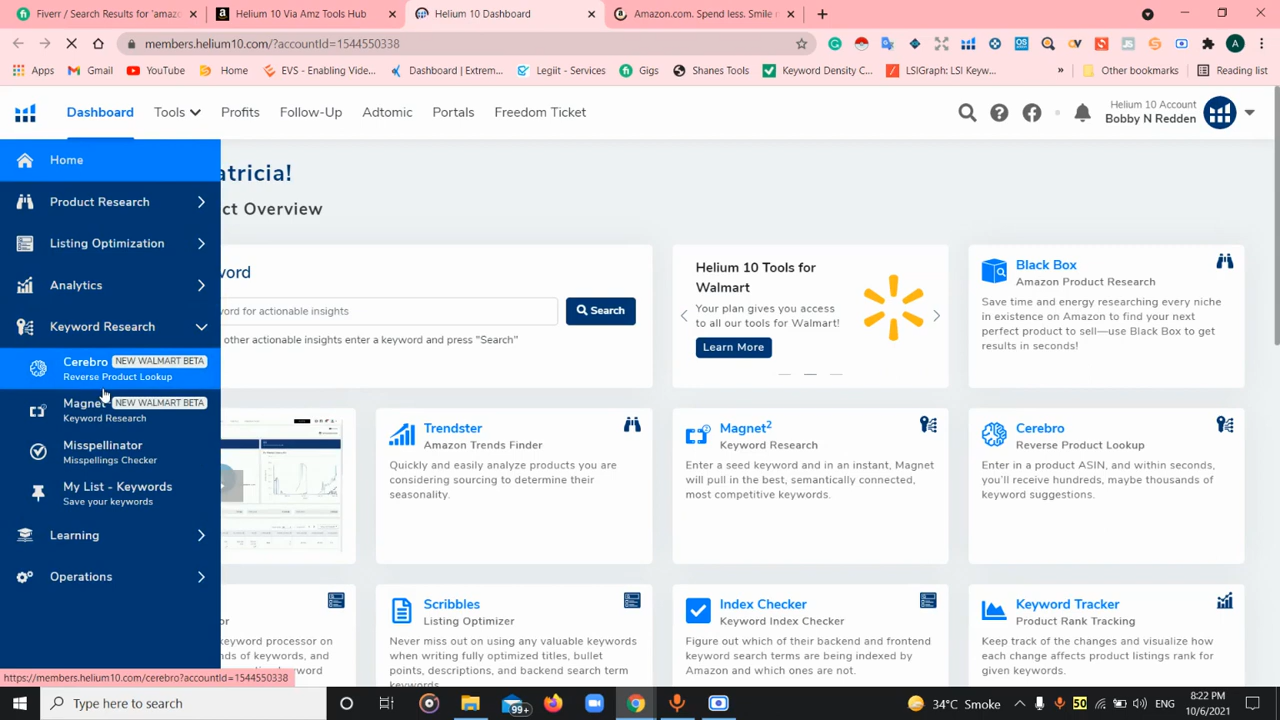 Fiverr / Search Results for 'amaz
Helium 10 Via Amz Tools Hub
Helium 10 Dashboard
Amazon.com. Spend less. Smile m
members.helium10.com/?accountId=1544550338
Apps
Gmail
YouTube
Home
EVS - Enabling Vide...
Dashboard | Extrem...
Legiit - Services
Gigs
Shanes Tools
Keyword Density C...
LSIGraph: LSI Keyw...
Other bookmarks
Reading list
Dashboard
Tools
Profits
Follow-Up
Adtomic
Portals
Freedom Ticket
Helium 10 Account
Bobby N Redden
Home
Product Research
Listing Optimization
Analytics
Keyword Research
Cerebro NEW WALMART BETA
Reverse Product Lookup
Magnet NEW WALMART BETA
Keyword Research
Misspellinator
Misspellings Checker
My List - Keywords
Save your keywords
Learning
Operations
atricia!
ct Overview
word
ord for actionable insights
Search
other actionable insights enter a keyword and press "Search"
Helium 10 Tools for
Walmart
Your plan gives you access
to all our tools for Walmart!
Learn More
Black Box
Amazon Product Research
Save time and energy researching every niche
in existence on Amazon to find your next
perfect product to sell—use Black Box to get
results in seconds!
Trendster
Amazon Trends Finder
Quickly and easily analyze products you are
considering sourcing to determine their
seasonality.
Magnet²
Keyword Research
Enter a seed keyword and in an instant, Magnet
will pull in the best, semantically connected,
most competitive keywords.
Cerebro
Reverse Product Lookup
Enter in a product ASIN, and within seconds,
you'll receive hundreds, maybe thousands of
keyword suggestions.
or
keyword processor on
nds of keywords, and
Scribbles
Listing Optimizer
Never miss out on using any valuable keywords
when writing fully optimized titles, bullet
points, descriptions, and backend search term
keywords.
Index Checker
Keyword Index Checker
Figure out which of their backend and frontend
keyword search terms are being indexed by
Amazon and which ones are not.
Keyword Tracker
Product Rank Tracking
Keep track of the changes and visualize how
each change affects product listings rank for
given keywords.
https://members.helium10.com/cerebro?accountId=1544550338
Type here to search
99+
50
34°C Smoke
8:22 PM
10/6/2021